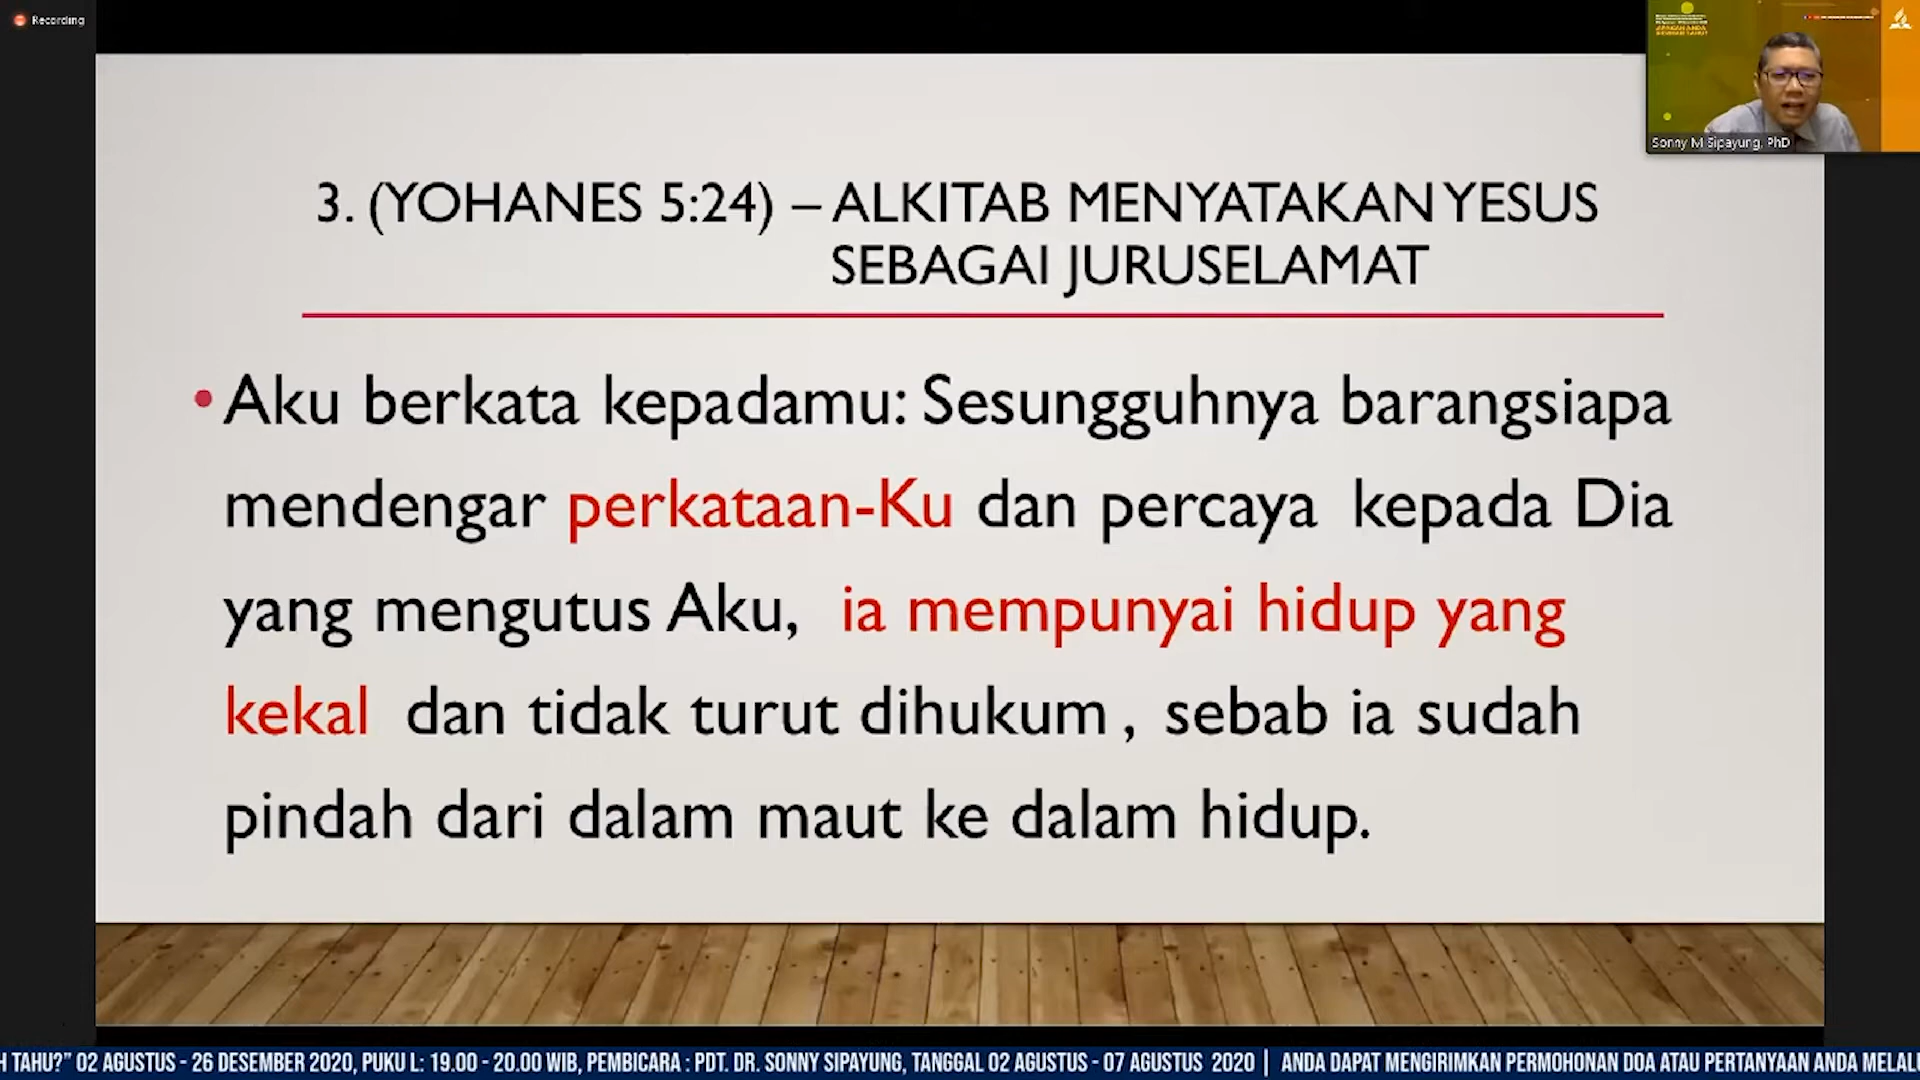 Recording
Sonny M Sipayung, PhD
3. (YOHANES 5:24) – ALKITAB MENYATAKAN YESUS
SEBAGAI JURUSELAMAT
• Aku berkata kepadamu: Sesungguhnya barangsiapa
mendengar perkataan-Ku dan percaya kepada Dia
yang mengutus Aku, ia mempunyai hidup yang
kekal dan tidak turut dihukum , sebab ia sudah
pindah dari dalam maut ke dalam hidup.
H TAHU?" 02 AGUSTUS - 26 DESEMBER 2020, PUKU L: 19.00 - 20.00 WIB, PEMBICARA : PDT. DR. SONNY SIPAYUNG, TANGGAL 02 AGUSTUS - 07 AGUSTUS 2020 | ANDA DAPAT MENGIRIMKAN PERMOHONAN DOA ATAU PERTANYAAN ANDA MELALU